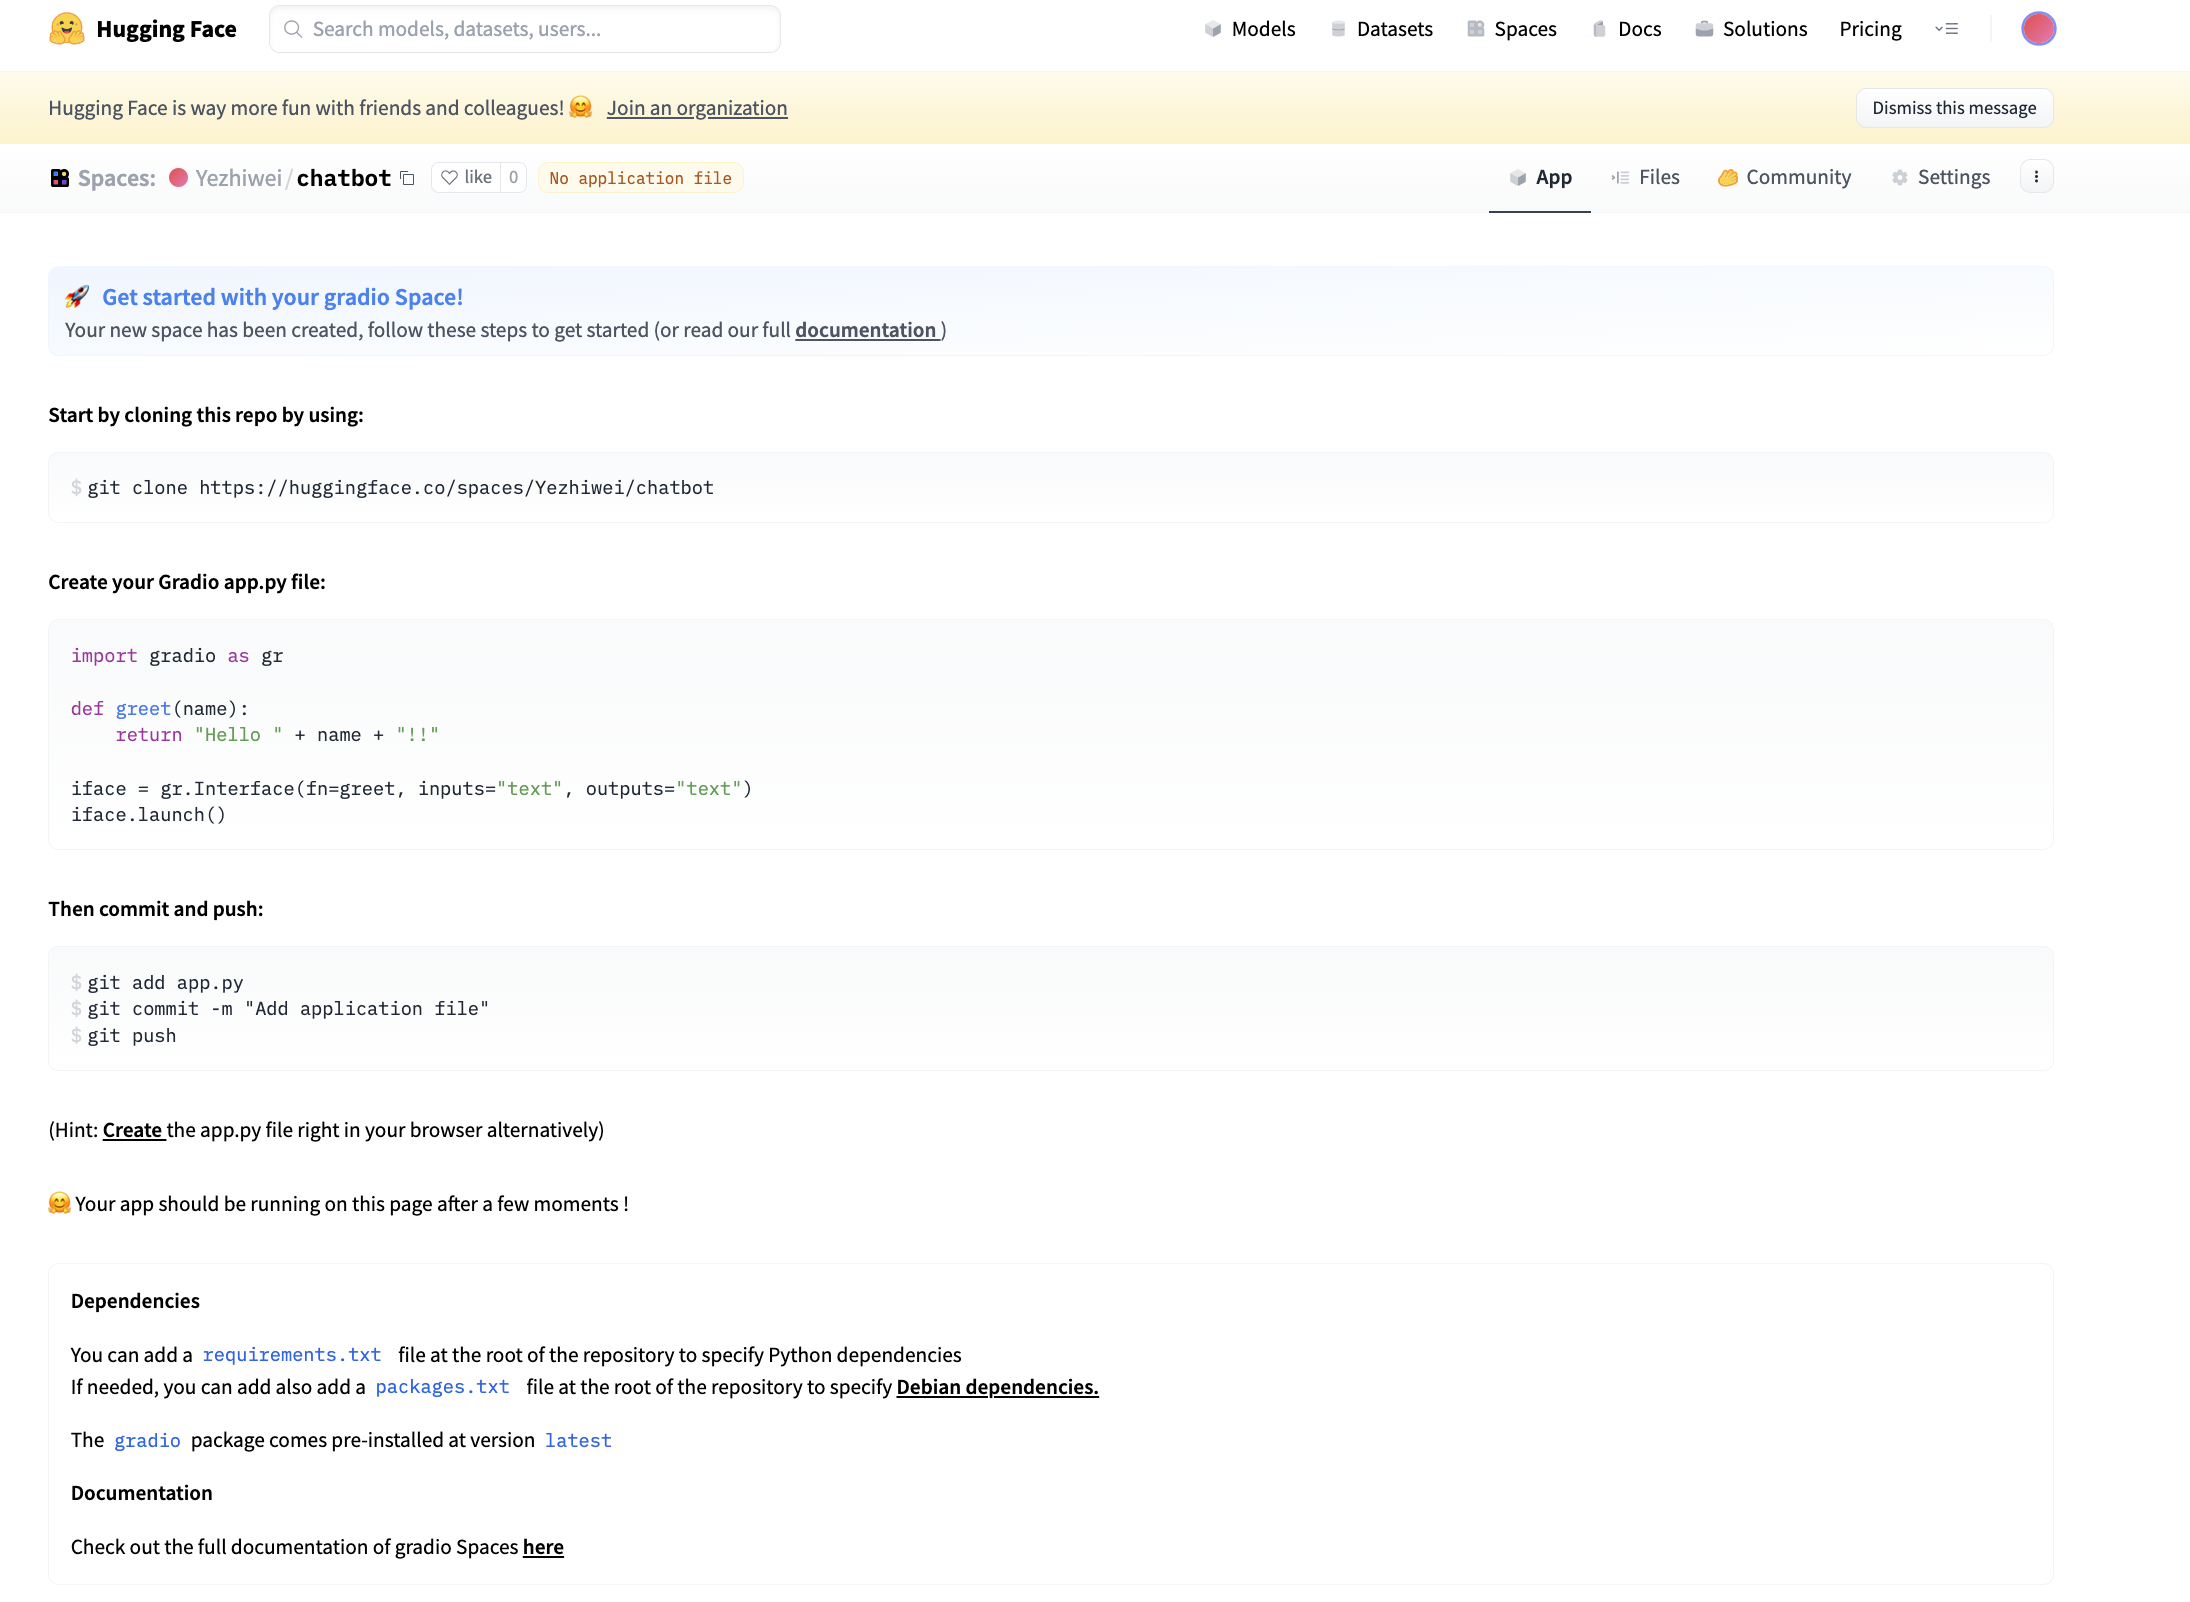 Hugging Face
Search models, datasets, users...
Models
Datasets
Spaces
Docs
Solutions
Pricing
Hugging Face is way more fun with friends and colleagues! 🤗 Join an organization
Dismiss this message
Spaces: Yezhiwei/chatbot
like 0
No application file
App
Files
Community
Settings
🚀 Get started with your gradio Space!
Your new space has been created, follow these steps to get started (or read our full documentation )
Start by cloning this repo by using:
$ git clone https://huggingface.co/spaces/Yezhiwei/chatbot
Create your Gradio app.py file:
import gradio as gr
def greet(name):
    return "Hello " + name + "!!"
iface = gr.Interface(fn=greet, inputs="text", outputs="text")
iface.launch()
Then commit and push:
$ git add app.py
$ git commit -m "Add application file"
$ git push
(Hint: Create the app.py file right in your browser alternatively)
🤗 Your app should be running on this page after a few moments !
Dependencies
You can add a requirements.txt file at the root of the repository to specify Python dependencies
If needed, you can add also add a packages.txt file at the root of the repository to specify Debian dependencies.
The gradio package comes pre-installed at version latest
Documentation
Check out the full documentation of gradio Spaces here